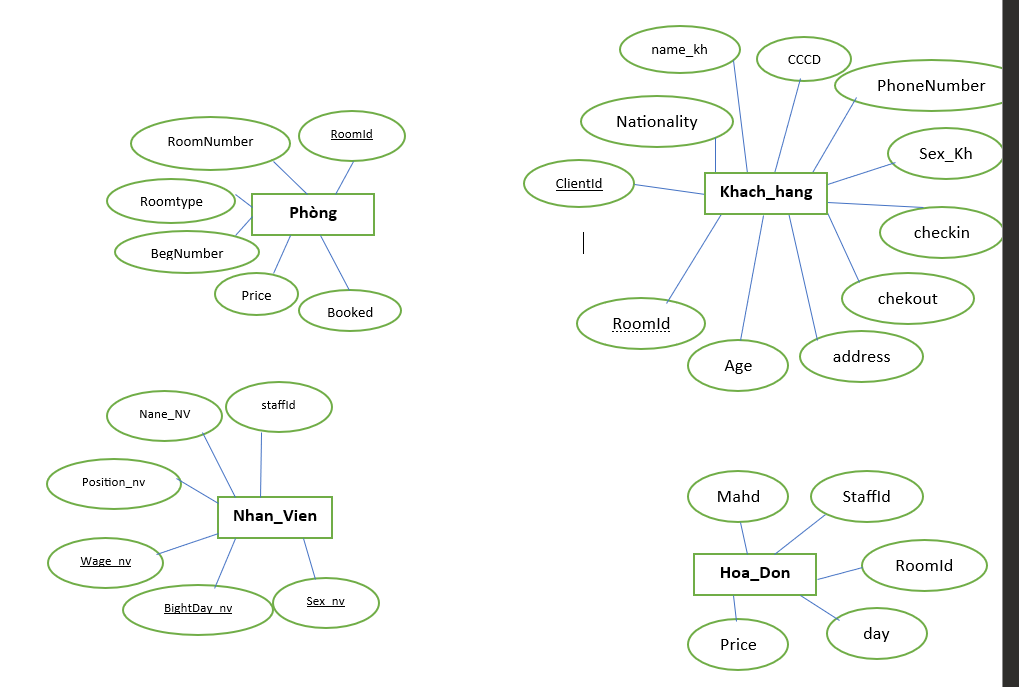 RoomNumber
RoomId
Roomtype
Phòng
BegNumber
Price
Booked
name_kh
CCCD
PhoneNumber
Nationality
Sex_Kh
ClientId
Khach_hang
checkin
chekout
RoomId
Age
address
Nane_NV
staffId
Position_nv
Nhan_Vien
Wage_nv
BightDay_nv
Sex_nv
Mahd
StaffId
Hoa_Don
RoomId
Price
day